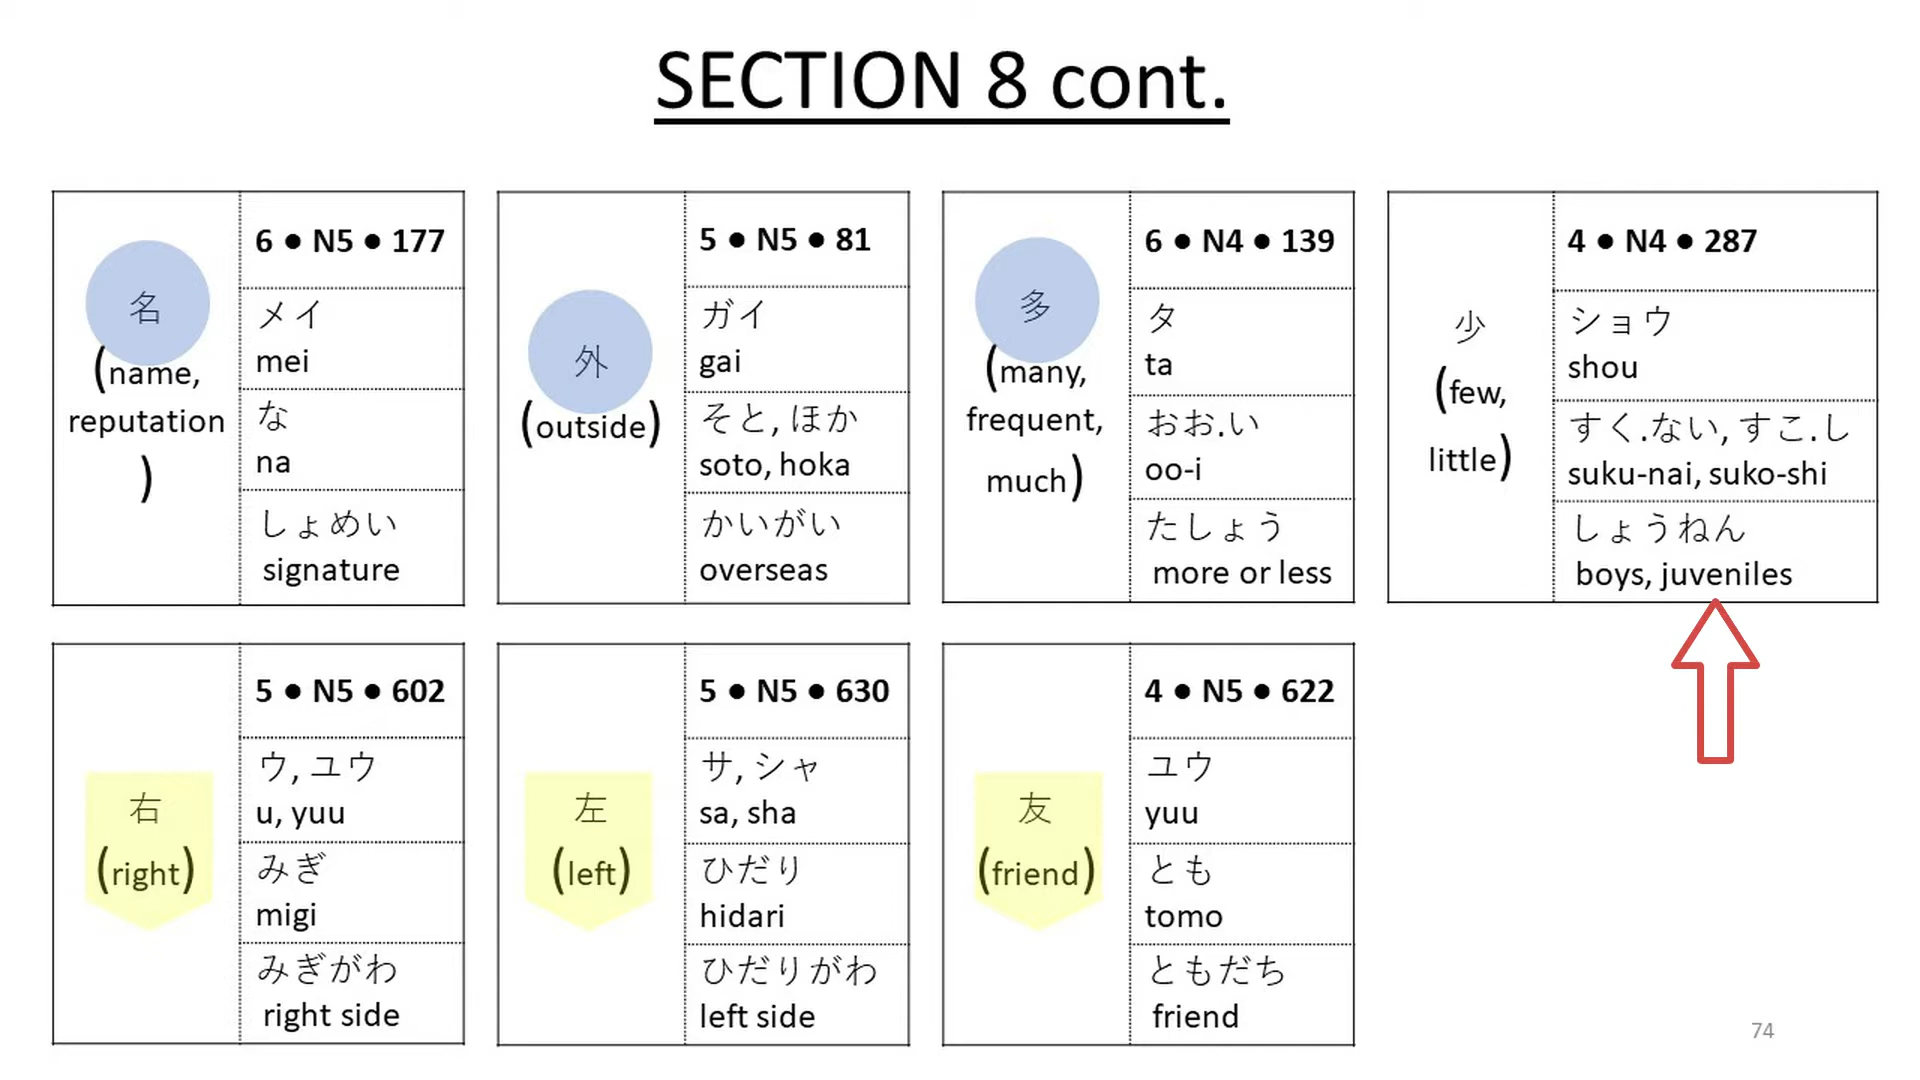 SECTION 8 cont.
名
(name,
reputation
)
6 ● N5 ● 177
メイ
mei
な
na
しょめい
signature
外
(outside)
5 ● N5 ● 81
ガイ
gai
そと, ほか
soto, hoka
かいがい
overseas
多
(many,
frequent,
much)
6 ● N4 ● 139
タ
ta
おお.い
oo-i
たしょう
more or less
少
(few,
little)
4 ● N4 ● 287
ショウ
shou
すく.ない, すこ.し
suku-nai, suko-shi
しょうねん
boys, juveniles
右
(right)
5 ● N5 ● 602
ウ, ユウ
u, yuu
みぎ
migi
みぎがわ
right side
左
(left)
5 ● N5 ● 630
サ, シャ
sa, sha
ひだり
hidari
ひだりがわ
left side
友
(friend)
4 ● N5 ● 622
ユウ
yuu
とも
tomo
ともだち
friend
74